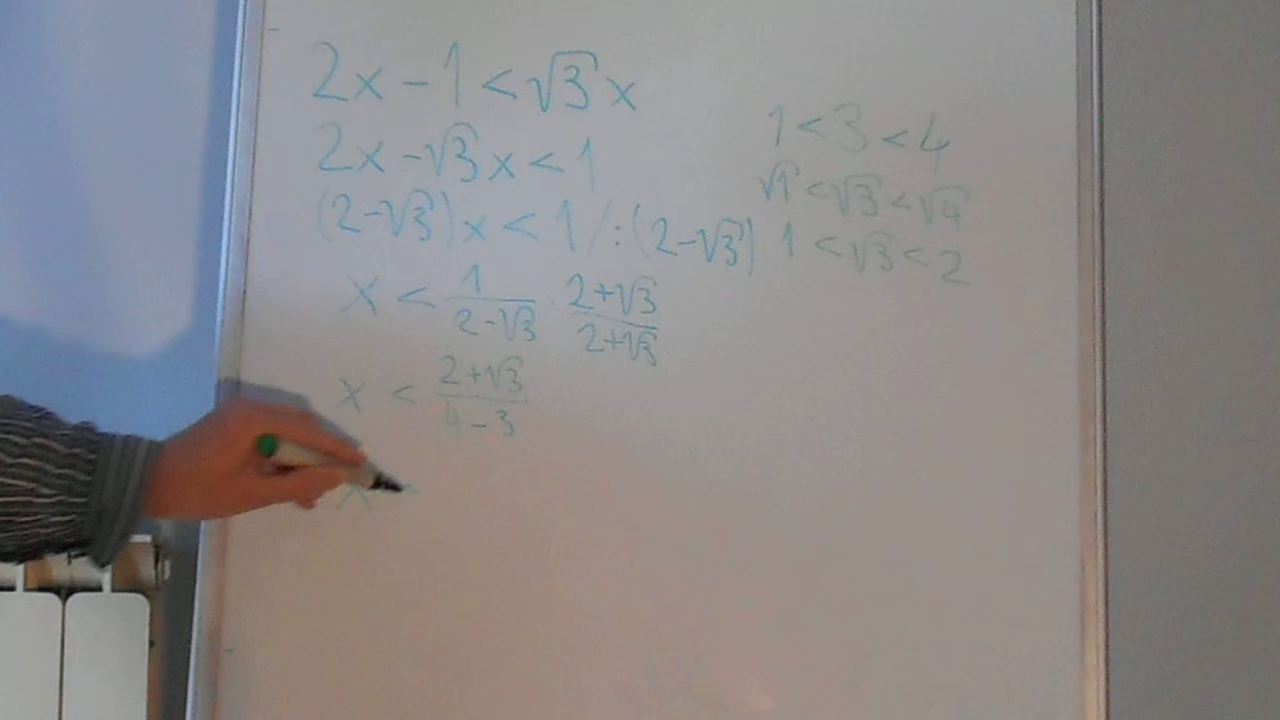 2x - 1 < √3 x
2x - √3 x < 1
(2-√3)x < 1 /:(2-√3)
x < 1/(2-√3) · (2+√3)/(2+√3)
x < (2+√3)/(4-3)
x
1 < 3 < 4
√1 < √3 < √4
1 < √3 < 2